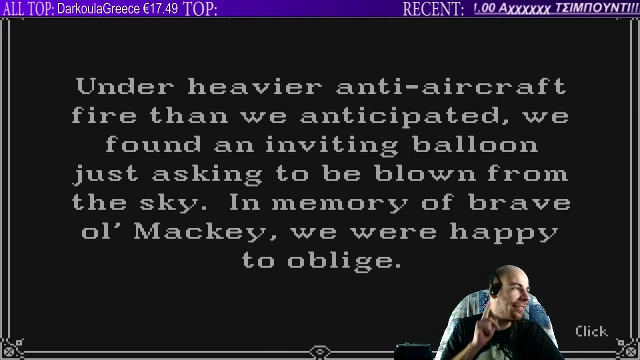 ALL TOP: DarkoulaGreece €17.49 TOP: RECENT: .00 Αxxxxxx ΤΣΙΜΠΟΥΝΤΙ!!!
Under heavier anti-aircraft
fire than we anticipated, we
found an inviting balloon
just asking to be blown from
the sky. In memory of brave
ol' Mackey, we were happy
to oblige.
Click